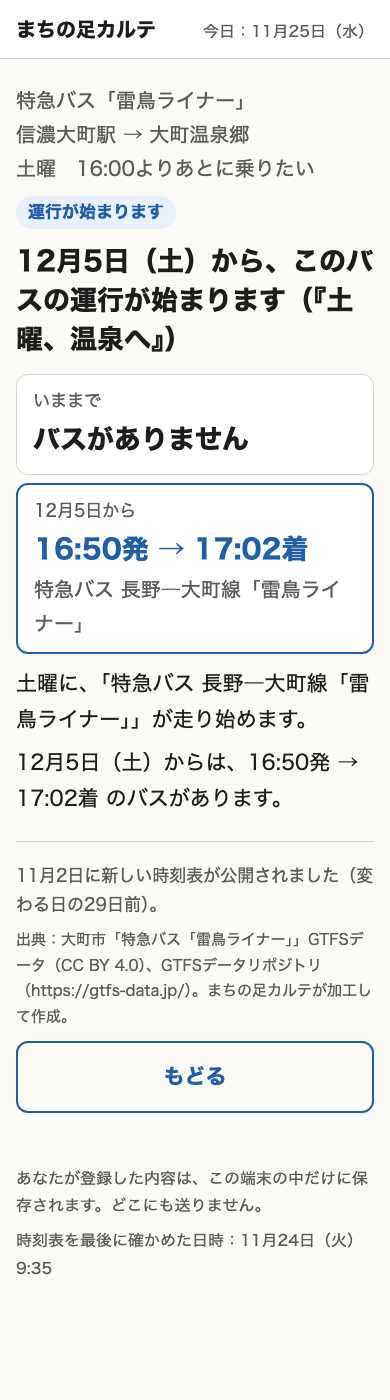 まちの足カルテ
今日：11月25日（水）
特急バス「雷鳥ライナー」
信濃大町駅 → 大町温泉郷
土曜　16:00よりあとに乗りたい
運行が始まります
12月5日（土）から、このバ
スの運行が始まります（『土
曜、温泉へ』）
いままで
バスがありません
12月5日から
16:50発 → 17:02着
特急バス 長野―大町線「雷鳥ライ
ナー」
土曜に、「特急バス 長野―大町線「雷
鳥ライナー」」が走り始めます。
12月5日（土）からは、16:50発 →
17:02着 のバスがあります。
11月2日に新しい時刻表が公開されました（変
わる日の29日前）。
出典：大町市「特急バス「雷鳥ライナー」」GTFSデ
ータ（CC BY 4.0）、GTFSデータリポジトリ
（https://gtfs-data.jp/）。まちの足カルテが加工し
て作成。
もどる
あなたが登録した内容は、この端末の中だけに保
存されます。どこにも送りません。
時刻表を最後に確かめた日時：11月24日（火）
9:35